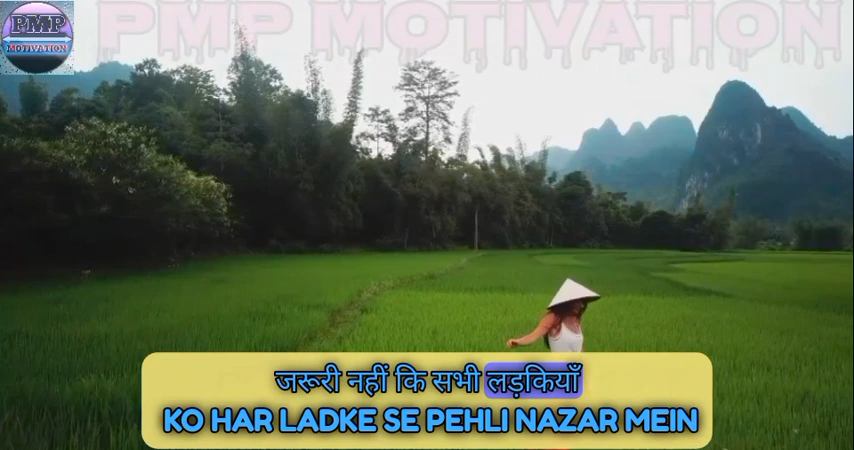 PMP MOTIVATION
PMP
MOTIVATION
जरूरी नहीं कि सभी लड़कियाँ
KO HAR LADKE SE PEHLI NAZAR MEIN